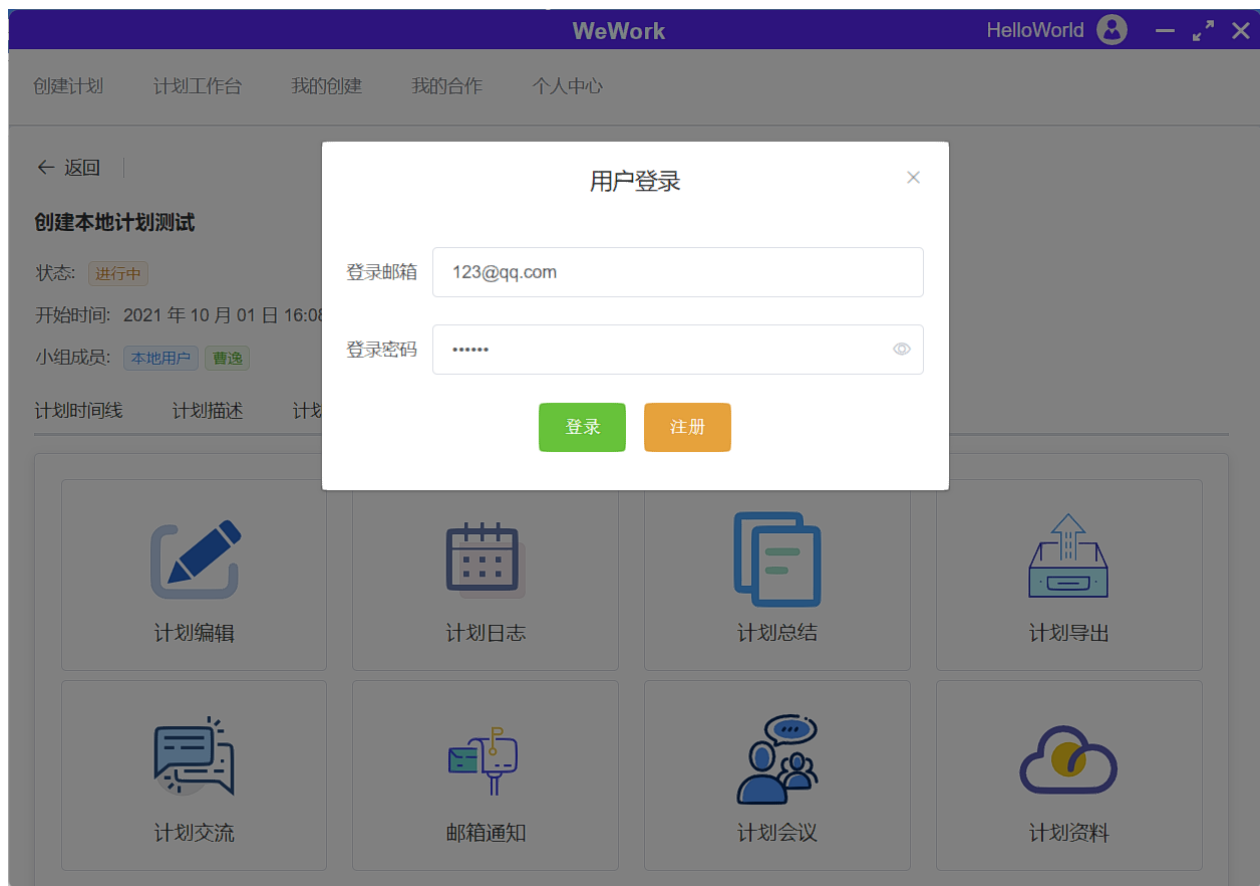 WeWork
HelloWorld
创建计划 计划工作台 我的创建 我的合作 个人中心
← 返回
创建本地计划测试
状态: 进行中
开始时间: 2021 年 10 月 01 日 16:08
小组成员: 本地用户 曹逸
计划时间线 计划描述 计划
用户登录
登录邮箱 123@qq.com
登录密码 ••••••
登录 注册
计划编辑 计划日志 计划总结 计划导出
计划交流 邮箱通知 计划会议 计划资料